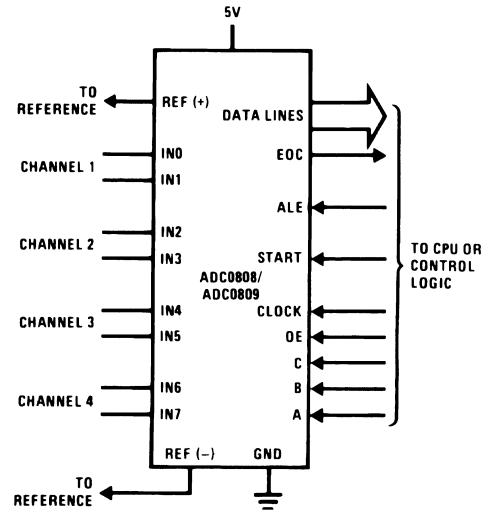 5V
TO
REFERENCE
REF (+)
DATA LINES
EOC
CHANNEL 1
IN0
IN1
ALE
CHANNEL 2
IN2
IN3
START
ADC0808/
ADC0809
TO CPU OR
CONTROL
LOGIC
CHANNEL 3
IN4
IN5
CLOCK
OE
C
B
A
CHANNEL 4
IN6
IN7
REF (−)
GND
TO
REFERENCE